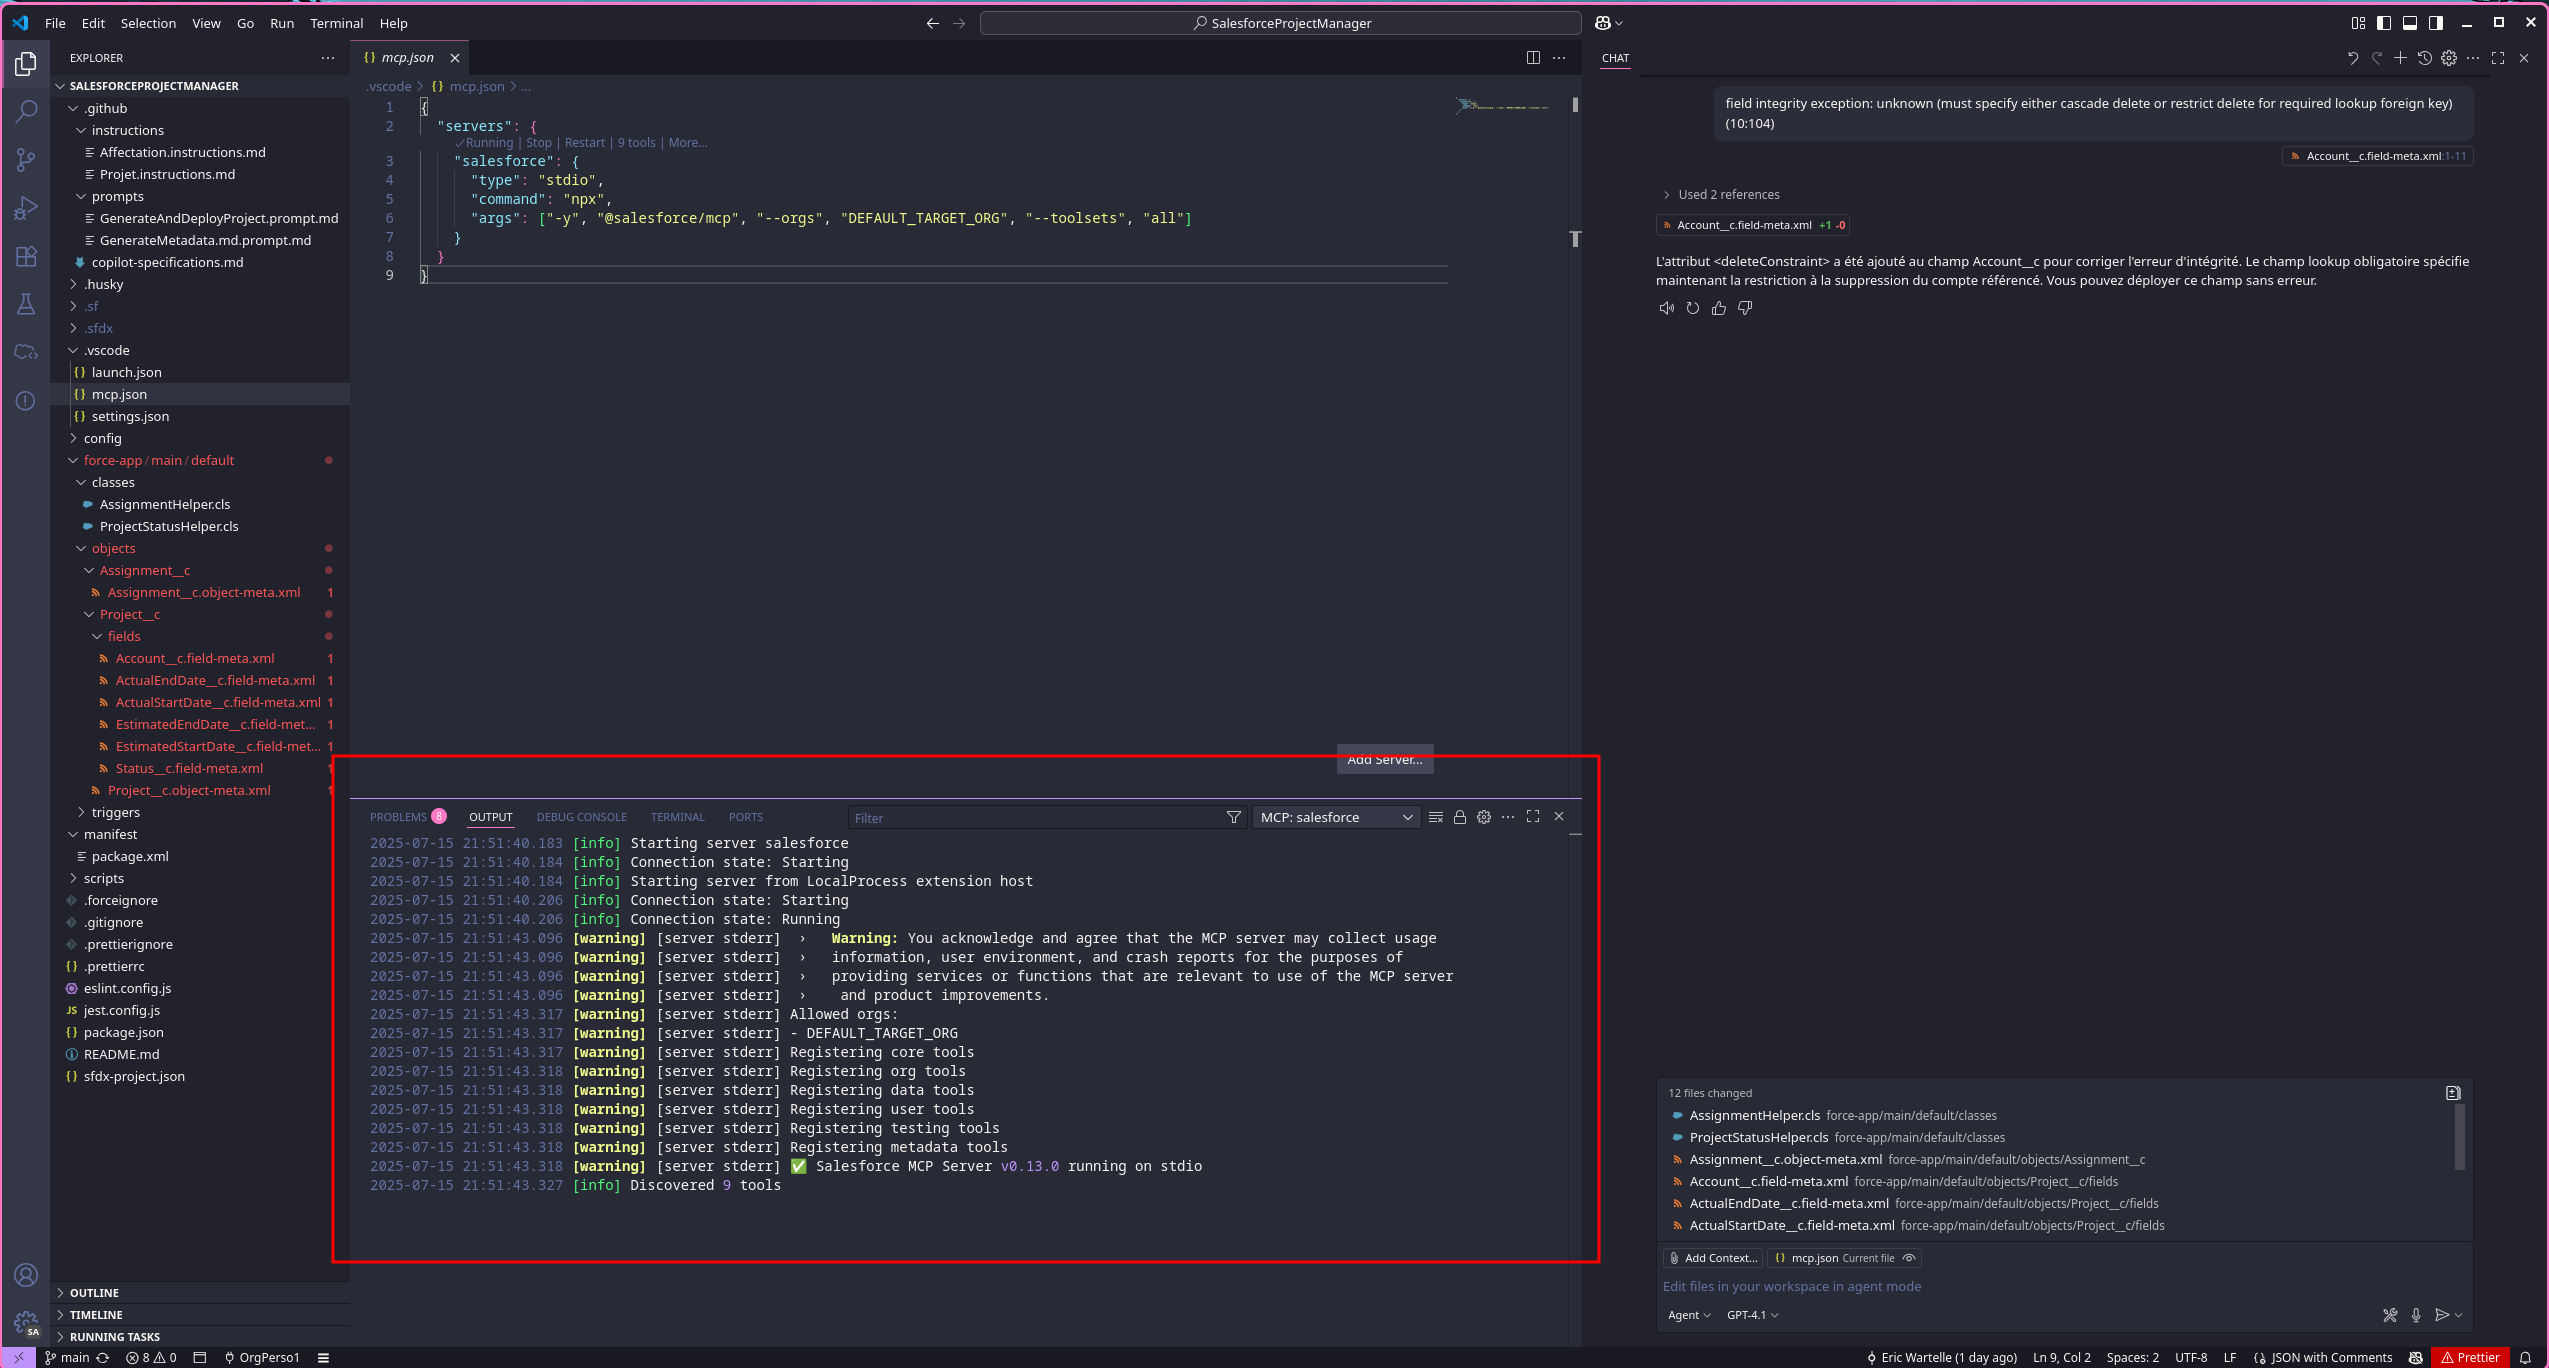 File Edit Selection View Go Run Terminal Help
SalesforceProjectManager
EXPLORER
SALESFORCEPROJECTMANAGER
.github
instructions
Affectation.instructions.md
Projet.instructions.md
prompts
GenerateAndDeployProject.prompt.md
GenerateMetadata.md.prompt.md
copilot-specifications.md
.husky
.sf
.sfdx
.vscode
launch.json
mcp.json
settings.json
config
force-app / main / default
classes
AssignmentHelper.cls
ProjectStatusHelper.cls
objects
Assignment__c
Assignment__c.object-meta.xml 1
Project__c
fields
Account__c.field-meta.xml 1
ActualEndDate__c.field-meta.xml 1
ActualStartDate__c.field-meta.xml 1
EstimatedEndDate__c.field-met... 1
EstimatedStartDate__c.field-met... 1
Status__c.field-meta.xml 1
Project__c.object-meta.xml 1
triggers
manifest
package.xml
scripts
.forceignore
.gitignore
.prettierignore
.prettierrc
eslint.config.js
JS jest.config.js
package.json
README.md
sfdx-project.json
OUTLINE
TIMELINE
RUNNING TASKS
SA
mcp.json
.vscode > {} mcp.json > ...
1 {
2 "servers": {
✓Running | Stop | Restart | 9 tools | More...
3 "salesforce": {
4 "type": "stdio",
5 "command": "npx",
6 "args": ["-y", "@salesforce/mcp", "--orgs", "DEFAULT_TARGET_ORG", "--toolsets", "all"]
7 }
8 }
9 }
Add Server...
PROBLEMS 8 OUTPUT DEBUG CONSOLE TERMINAL PORTS
Filter
MCP: salesforce
2025-07-15 21:51:40.183 [info] Starting server salesforce
2025-07-15 21:51:40.184 [info] Connection state: Starting
2025-07-15 21:51:40.184 [info] Starting server from LocalProcess extension host
2025-07-15 21:51:40.206 [info] Connection state: Starting
2025-07-15 21:51:40.206 [info] Connection state: Running
2025-07-15 21:51:43.096 [warning] [server stderr] › Warning: You acknowledge and agree that the MCP server may collect usage
2025-07-15 21:51:43.096 [warning] [server stderr] › information, user environment, and crash reports for the purposes of
2025-07-15 21:51:43.096 [warning] [server stderr] › providing services or functions that are relevant to use of the MCP server
2025-07-15 21:51:43.096 [warning] [server stderr] › and product improvements.
2025-07-15 21:51:43.317 [warning] [server stderr] Allowed orgs:
2025-07-15 21:51:43.317 [warning] [server stderr] - DEFAULT_TARGET_ORG
2025-07-15 21:51:43.317 [warning] [server stderr] Registering core tools
2025-07-15 21:51:43.318 [warning] [server stderr] Registering org tools
2025-07-15 21:51:43.318 [warning] [server stderr] Registering data tools
2025-07-15 21:51:43.318 [warning] [server stderr] Registering user tools
2025-07-15 21:51:43.318 [warning] [server stderr] Registering testing tools
2025-07-15 21:51:43.318 [warning] [server stderr] Registering metadata tools
2025-07-15 21:51:43.318 [warning] [server stderr] ✅ Salesforce MCP Server v0.13.0 running on stdio
2025-07-15 21:51:43.327 [info] Discovered 9 tools
CHAT
field integrity exception: unknown (must specify either cascade delete or restrict delete for required lookup foreign key)
(10:104)
Account__c.field-meta.xml:1-11
Used 2 references
Account__c.field-meta.xml +1 -0
L'attribut <deleteConstraint> a été ajouté au champ Account__c pour corriger l'erreur d'intégrité. Le champ lookup obligatoire spécifie
maintenant la restriction à la suppression du compte référencé. Vous pouvez déployer ce champ sans erreur.
12 files changed
AssignmentHelper.cls force-app/main/default/classes
ProjectStatusHelper.cls force-app/main/default/classes
Assignment__c.object-meta.xml force-app/main/default/objects/Assignment__c
Account__c.field-meta.xml force-app/main/default/objects/Project__c/fields
ActualEndDate__c.field-meta.xml force-app/main/default/objects/Project__c/fields
ActualStartDate__c.field-meta.xml force-app/main/default/objects/Project__c/fields
Add Context... {} mcp.json Current file
Edit files in your workspace in agent mode
Agent GPT-4.1
main 8 0 OrgPerso1
Eric Wartelle (1 day ago) Ln 9, Col 2 Spaces: 2 UTF-8 LF JSON with Comments Prettier